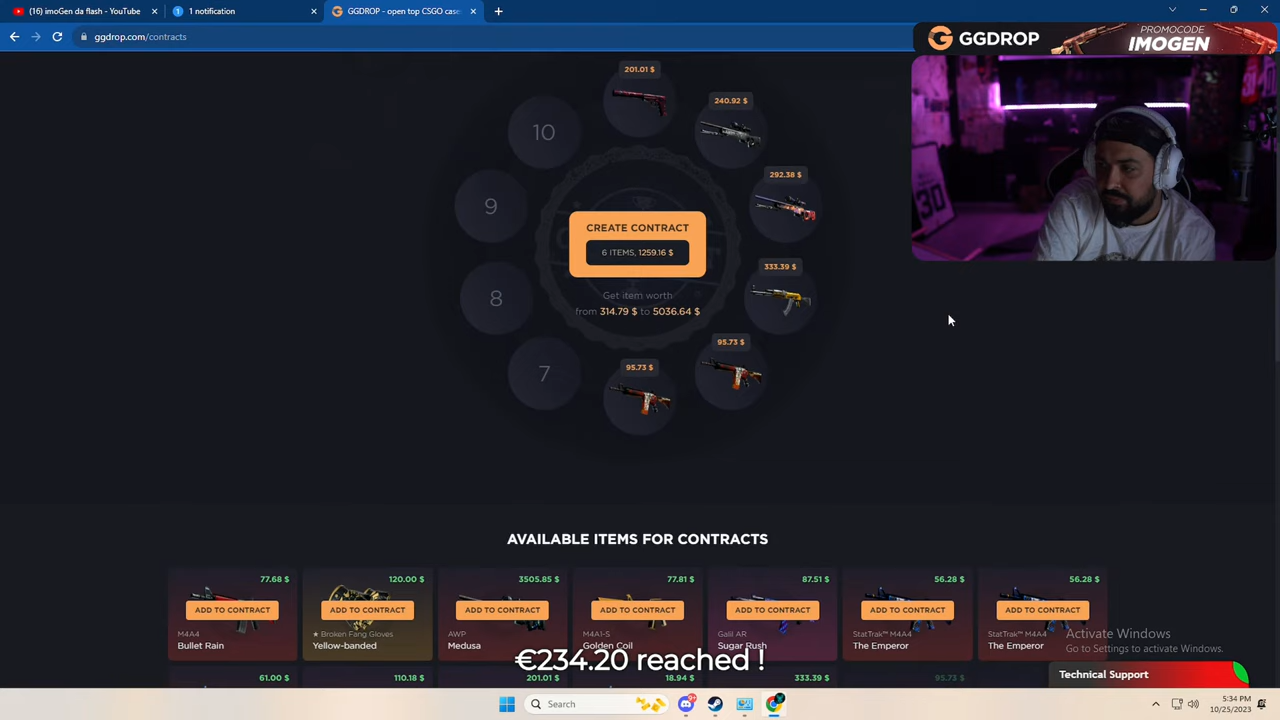 (16) imoGen da flash - YouTube
1 notification
GGDROP - open top CSGO case
ggdrop.com/contracts
GGDROP
PROMOCODE
IMOGEN
201.01 $
240.92 $
10
292.38 $
9
CREATE CONTRACT
6 ITEMS, 1259.16 $
333.39 $
8
Get item worth
from 314.79 $ to 5036.64 $
95.73 $
95.73 $
7
AVAILABLE ITEMS FOR CONTRACTS
77.68 $
120.00 $
3505.85 $
77.81 $
87.51 $
56.28 $
56.28 $
ADD TO CONTRACT
ADD TO CONTRACT
ADD TO CONTRACT
ADD TO CONTRACT
ADD TO CONTRACT
ADD TO CONTRACT
ADD TO CONTRACT
M4A4
Bullet Rain
★ Broken Fang Gloves
Yellow-banded
AWP
Medusa
M4A1-S
Golden Coil
Galil AR
Sugar Rush
StatTrak™ M4A4
The Emperor
StatTrak™ M4A4
The Emperor
Activate Windows
Go to Settings to activate Windows.
€234.20 reached !
Technical Support
61.00 $
110.18 $
201.01 $
18.94 $
333.39 $
95.73 $
Search
9+
5:34 PM
10/25/2023
30